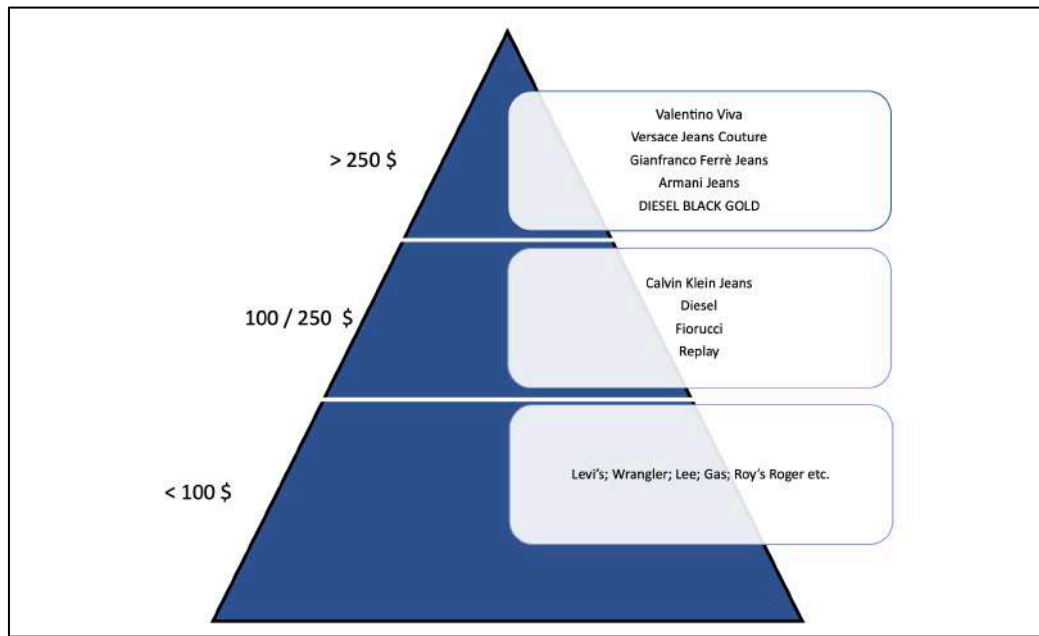 > 250 $
Valentino Viva
Versace Jeans Couture
Gianfranco Ferrè Jeans
Armani Jeans
DIESEL BLACK GOLD
100 / 250 $
Calvin Klein Jeans
Diesel
Fiorucci
Replay
< 100 $
Levi's; Wrangler; Lee; Gas; Roy's Roger etc.